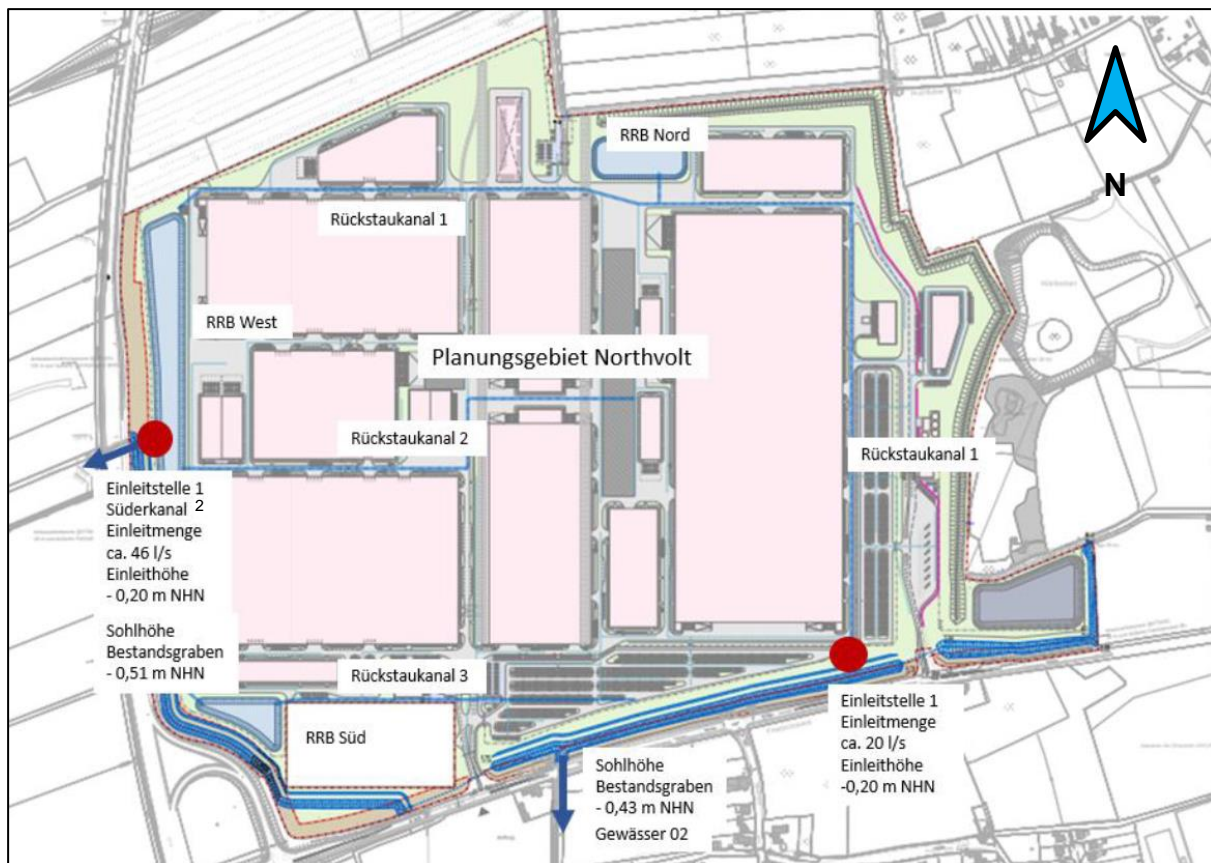 N
RRB Nord
Rückstaukanal 1
RRB West
Planungsgebiet Northvolt
Rückstaukanal 2
Rückstaukanal 1
Einleitstelle 1
Süderkanal 2
Einleitmenge
ca. 46 l/s
Einleithöhe
- 0,20 m NHN
Sohlhöhe
Bestandsgraben
- 0,51 m NHN
Rückstaukanal 3
RRB Süd
Einleitstelle 1
Einleitmenge
ca. 20 l/s
Einleithöhe
-0,20 m NHN
Sohlhöhe
Bestandsgraben
- 0,43 m NHN
Gewässer 02